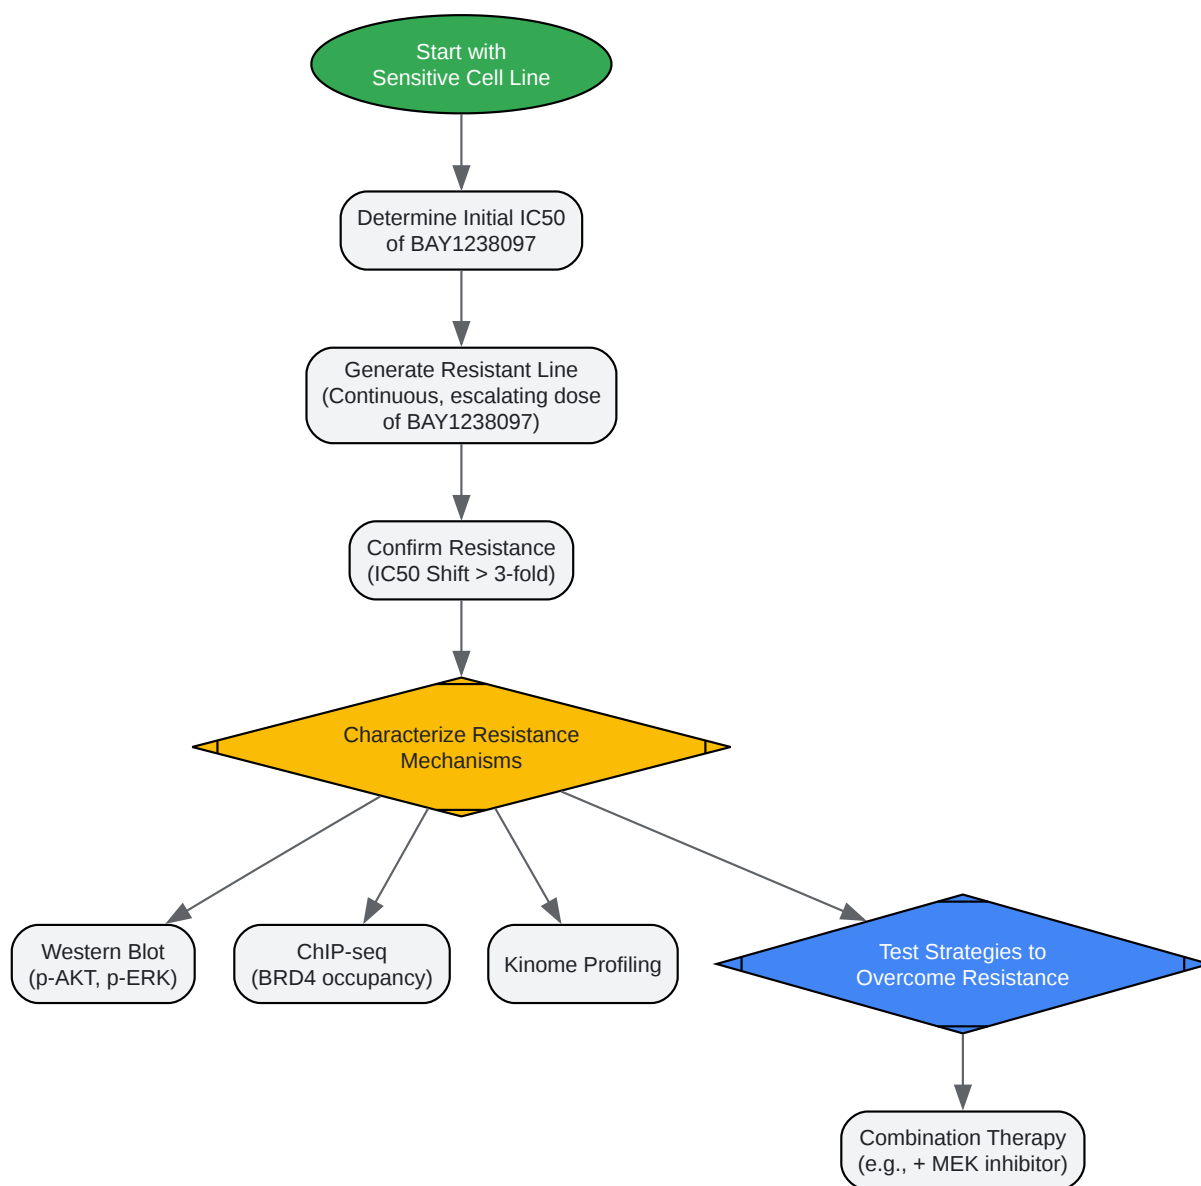 Start with
Sensitive Cell Line
Determine Initial IC50
of BAY1238097
Generate Resistant Line
(Continuous, escalating dose
of BAY1238097)
Confirm Resistance
(IC50 Shift > 3-fold)
Characterize Resistance
Mechanisms
Western Blot
(p-AKT, p-ERK)
ChIP-seq
(BRD4 occupancy)
Kinome Profiling
Test Strategies to
Overcome Resistance
Combination Therapy
(e.g., + MEK inhibitor)